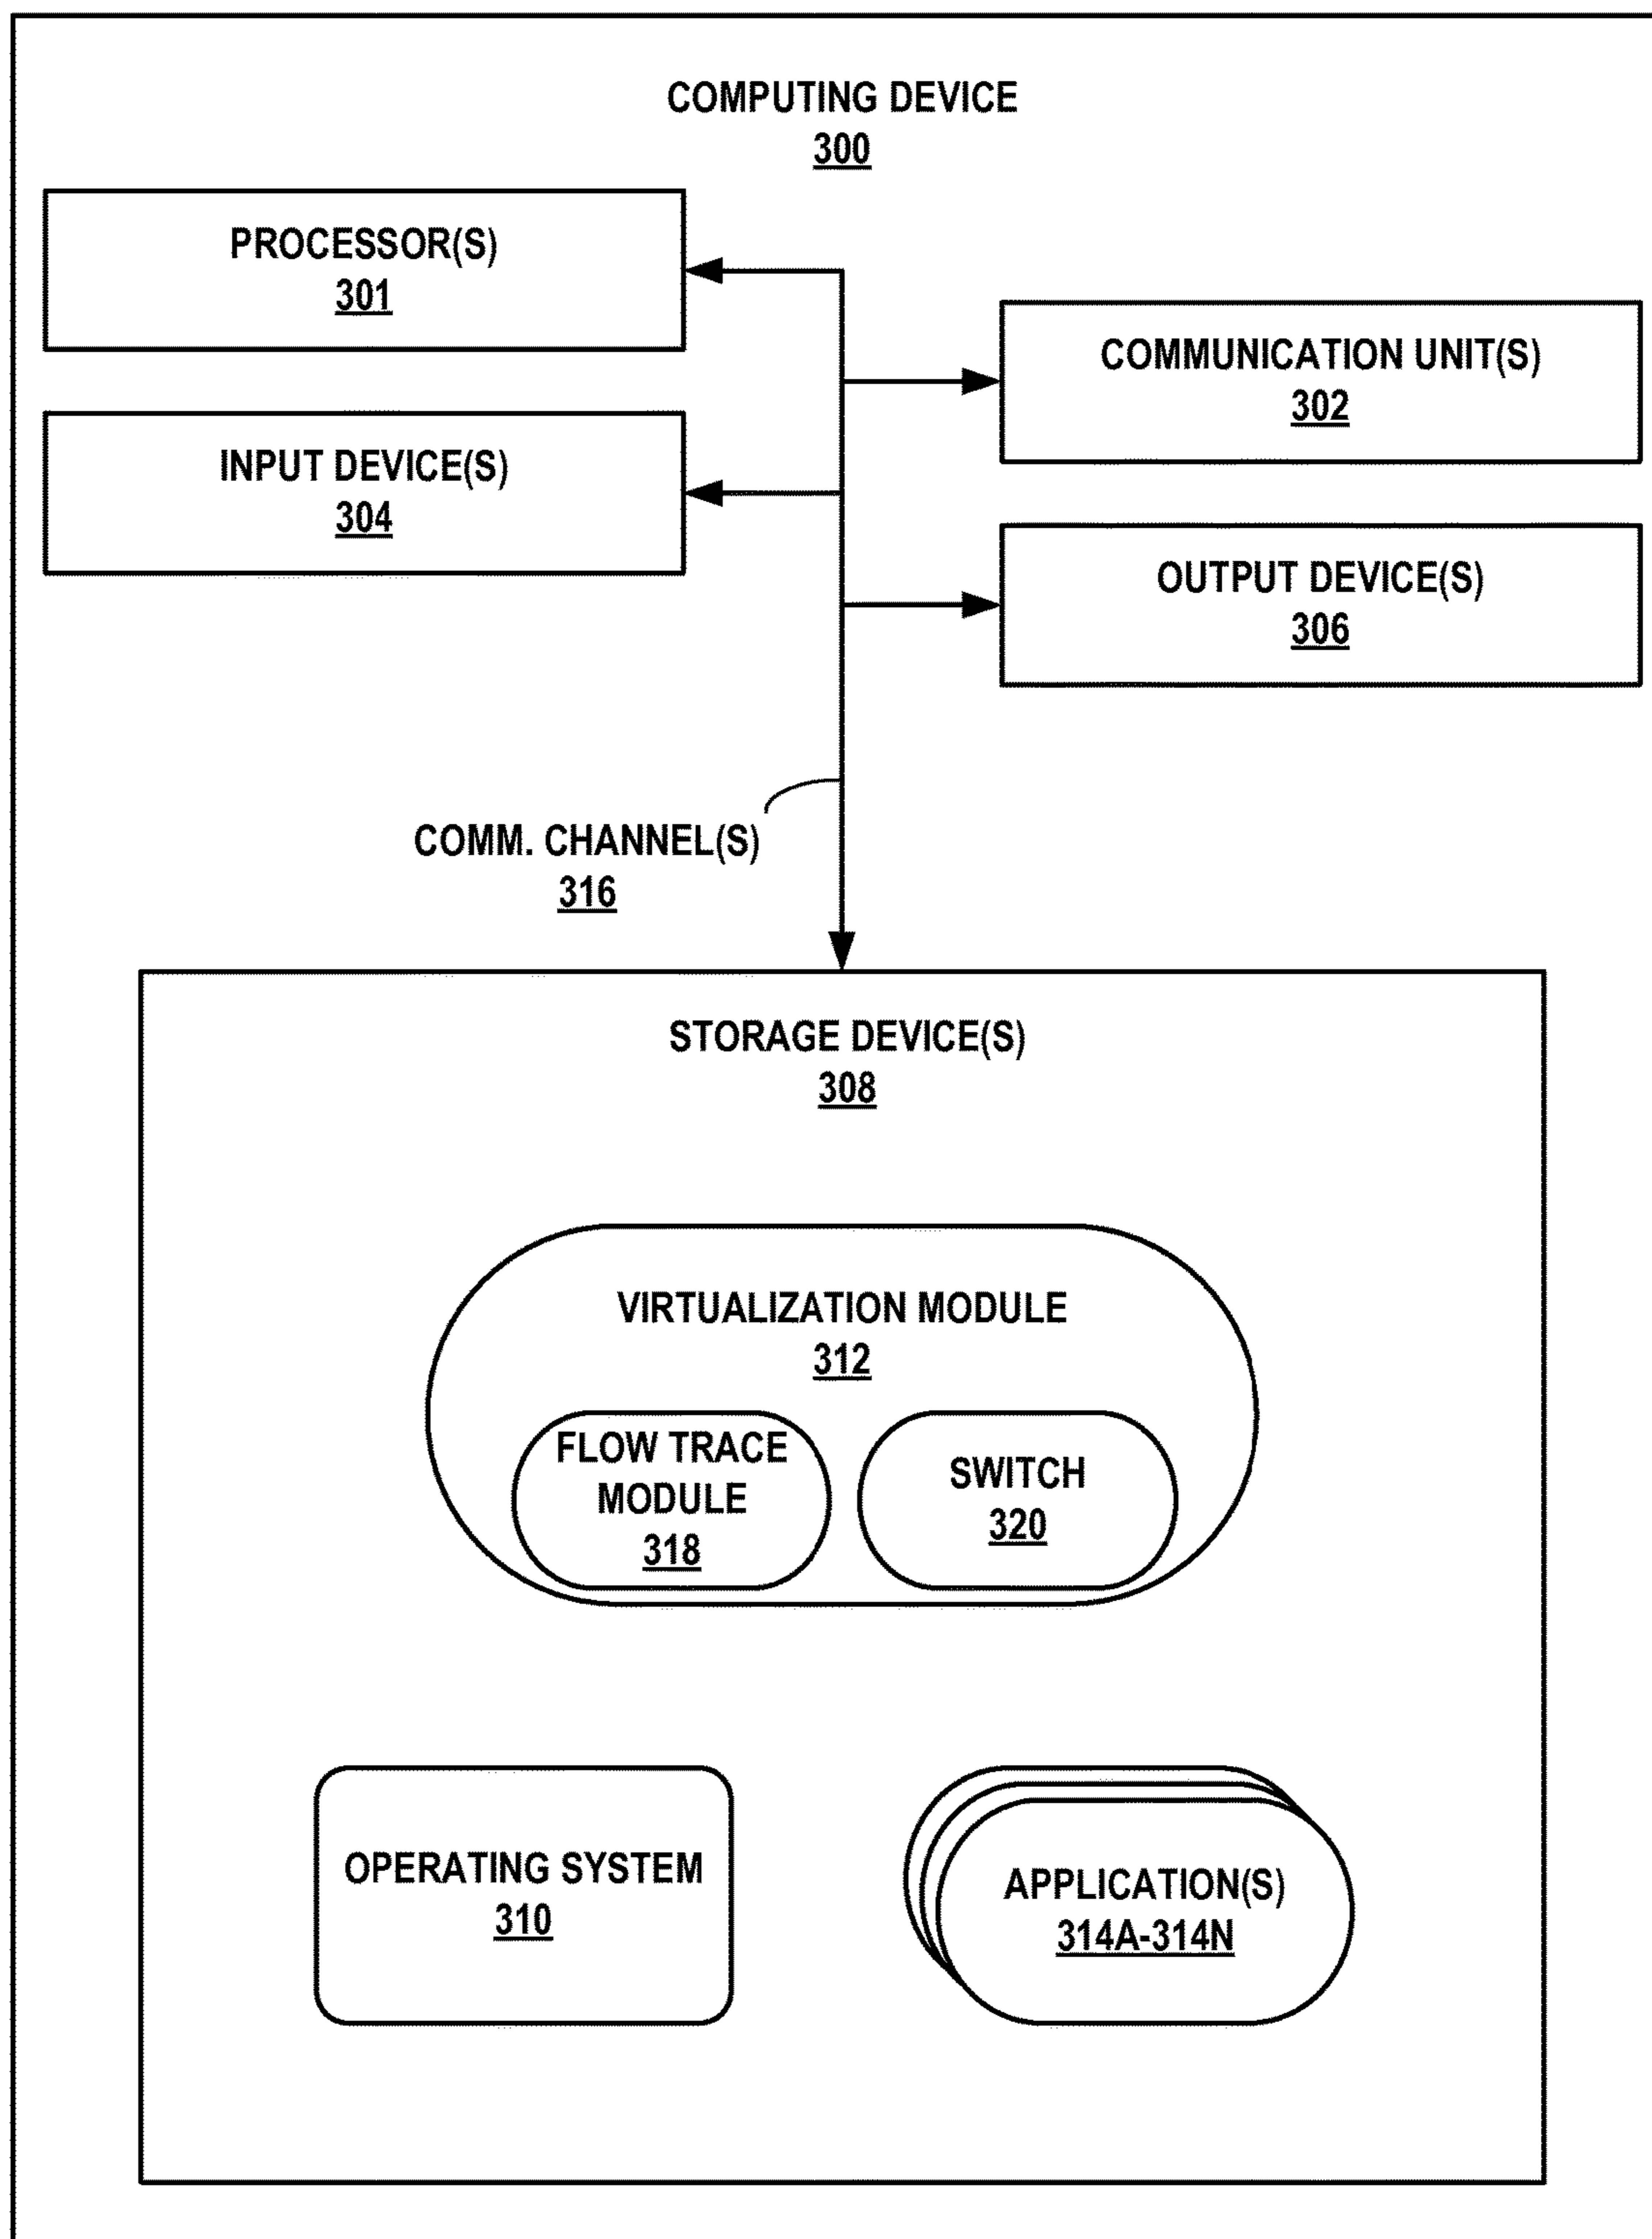 COMPUTING DEVICE
300
PROCESSOR(S)
301
COMMUNICATION UNIT(S)
302
INPUT DEVICE(S)
304
OUTPUT DEVICE(S)
306
COMM. CHANNEL(S)
316
STORAGE DEVICE(S)
308
VIRTUALIZATION MODULE
312
FLOW TRACE
MODULE
318
SWITCH
320
OPERATING SYSTEM
310
APPLICATION(S)
314A-314N